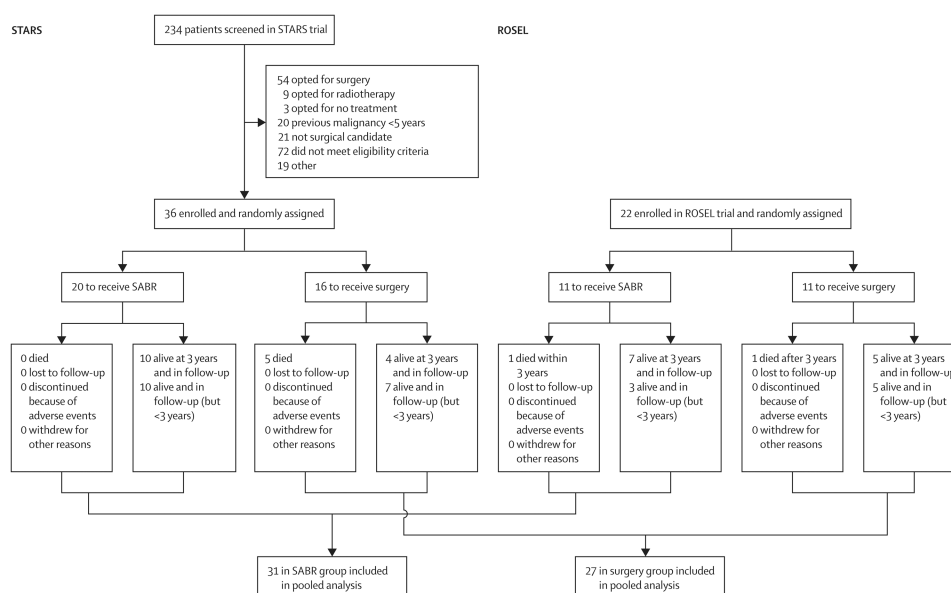 STARS
234 patients screened in STARS trial
54 opted for surgery
9 opted for radiotherapy
3 opted for no treatment
20 previous malignancy <5 years
21 not surgical candidate
72 did not meet eligibility criteria
19 other
36 enrolled and randomly assigned
20 to receive SABR
16 to receive surgery
0 died
0 lost to follow-up
0 discontinued
because of
adverse events
0 withdrew for
other reasons
10 alive at 3 years
and in follow-up
10 alive and in
follow-up (but
<3 years)
5 died
0 lost to follow-up
0 discontinued
because of
adverse events
0 withdrew for
other reasons
4 alive at 3 years
and in follow-up
7 alive and in
follow-up (but
<3 years)
ROSEL
22 enrolled in ROSEL trial and randomly assigned
11 to receive SABR
11 to receive surgery
1 died within
3 years
0 lost to follow-up
0 discontinued
because of
adverse events
0 withdrew for
other reasons
7 alive at 3 years
and in follow-up
3 alive and in
follow-up (but
<3 years)
1 died after 3 years
0 lost to follow-up
0 discontinued
because of
adverse events
0 withdrew for
other reasons
5 alive at 3 years
and in follow-up
5 alive and in
follow-up (but
<3 years)
31 in SABR group included
in pooled analysis
27 in surgery group included
in pooled analysis